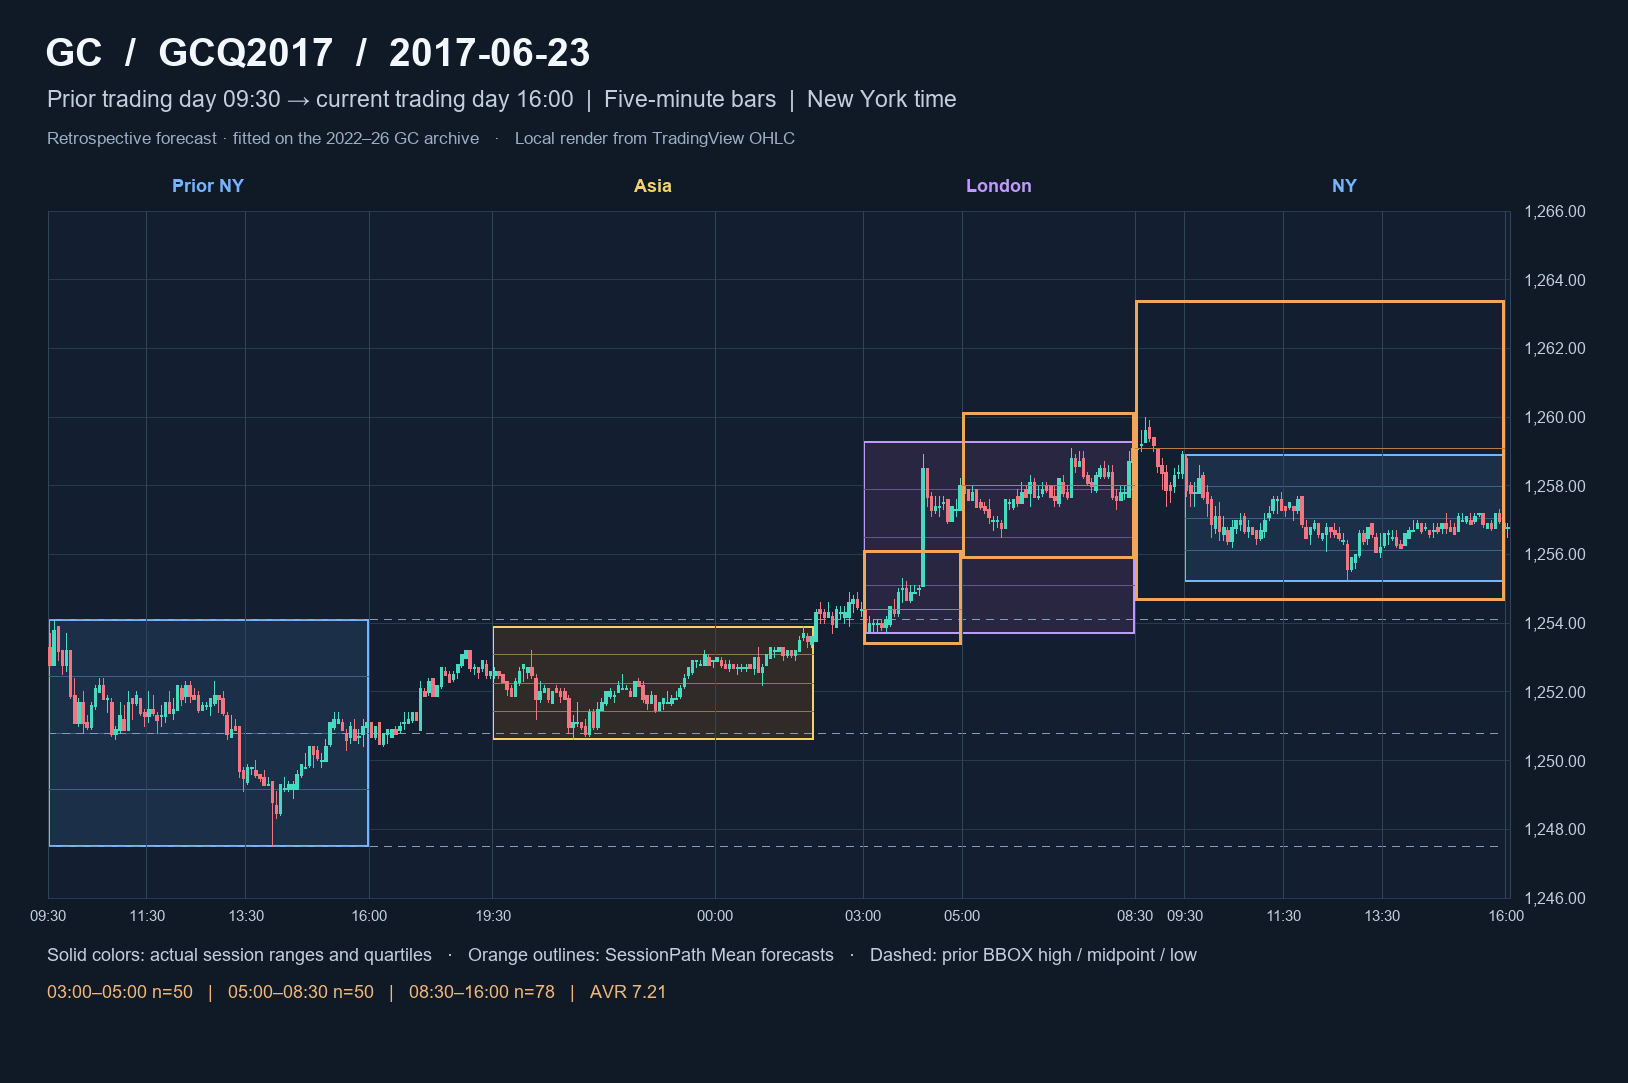 GC / GCQ2017 / 2017-06-23
Prior trading day 09:30 → current trading day 16:00 | Five-minute bars | New York time
Retrospective forecast · fitted on the 2022–26 GC archive · Local render from TradingView OHLC
Prior NY Asia London NY
1,266.00
1,264.00
1,262.00
1,260.00
1,258.00
1,256.00
1,254.00
1,252.00
1,250.00
1,248.00
1,246.00
09:30 11:30 13:30 16:00 19:30 00:00 03:00 05:00 08:30 09:30 11:30 13:30 16:00
Solid colors: actual session ranges and quartiles · Orange outlines: SessionPath Mean forecasts · Dashed: prior BBOX high / midpoint / low
03:00–05:00 n=50 | 05:00–08:30 n=50 | 08:30–16:00 n=78 | AVR 7.21